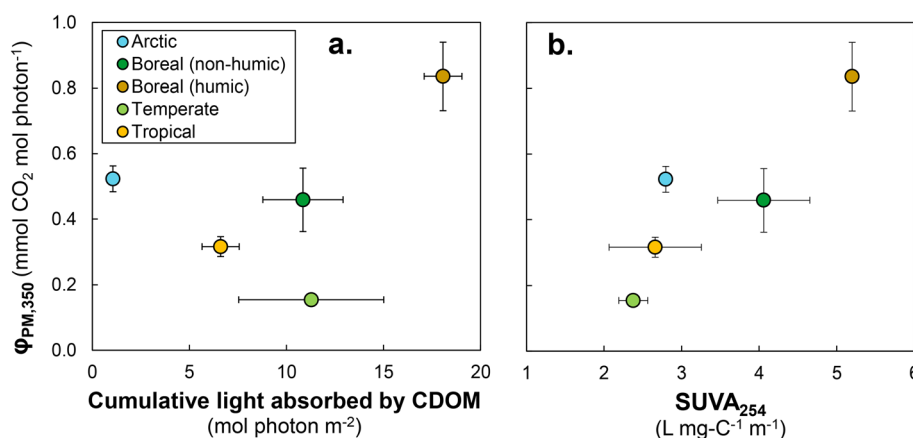 φPM,350 (mmol CO2 mol photon-1)
1.0
0.8
0.6
0.4
0.2
0.0
Arctic
Boreal (non-humic)
Boreal (humic)
Temperate
Tropical
a.
0 5 10 15 20
Cumulative light absorbed by CDOM
(mol photon m-2)
b.
1 2 3 4 5 6
SUVA254
(L mg-C-1 m-1)